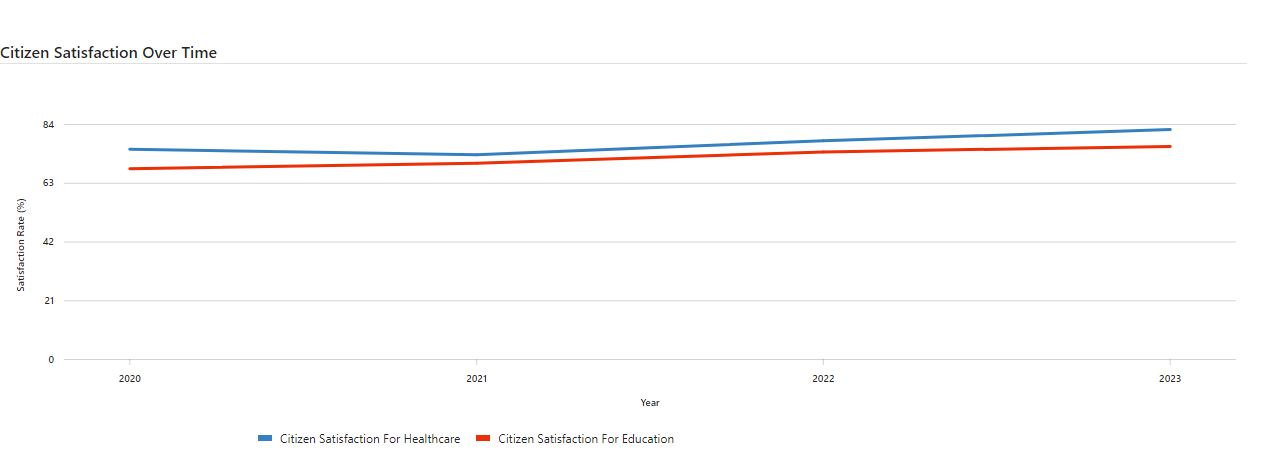 Citizen Satisfaction Over Time
84
63
42
21
0
Satisfaction Rate (%)
2020 2021 2022 2023
Year
Citizen Satisfaction For Healthcare Citizen Satisfaction For Education